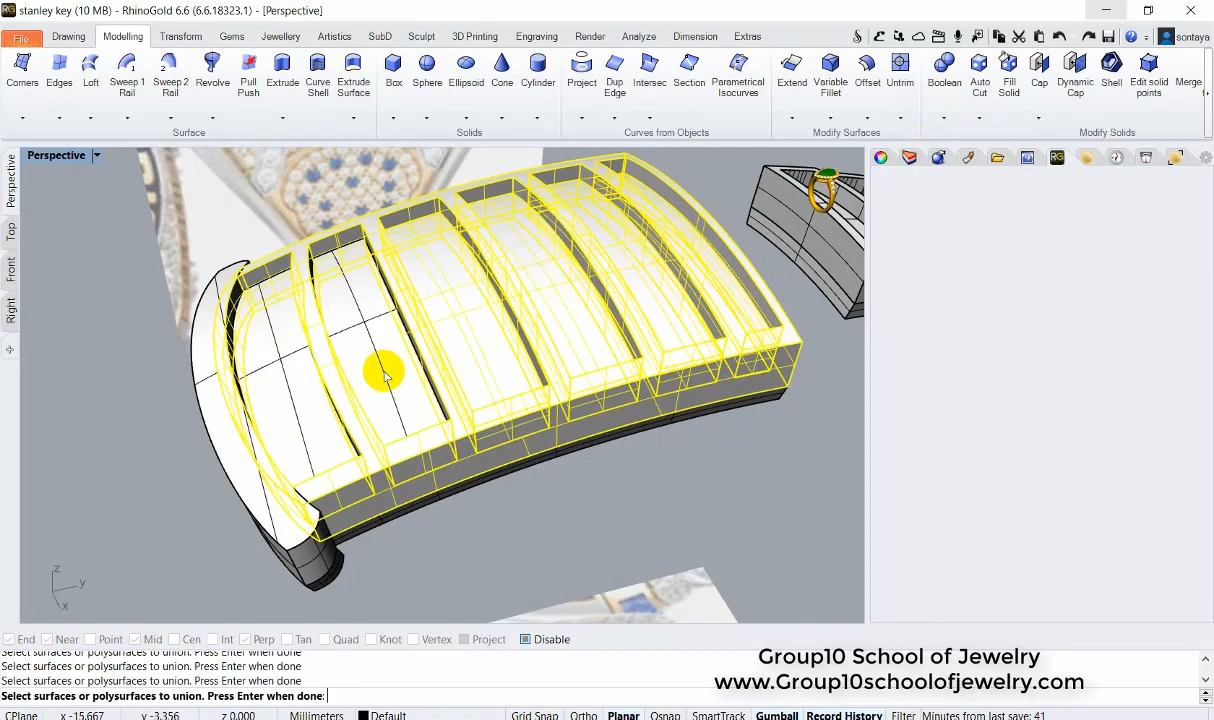 stanley key (10 MB) - RhinoGold 6.6 (6.6.18323.1) - [Perspective]
File Drawing Modelling Transform Gems Jewellery Artistics SubD Sculpt 3D Printing Engraving Render Analyze Dimension Extras sontaya
Corners Edges Loft Sweep 1 Rail Sweep 2 Rail Revolve Pull Push Extrude Curve Shell Extrude Surface Box Sphere Ellipsoid Cone Cylinder Project Dup Edge Intersec Section Parametrical Isocurves Extend Variable Fillet Offset Untrim Boolean Auto Cut Fill Solid Cap Dynamic Cap Shell Edit solid points Merge
Surface Solids Curves from Objects Modify Surfaces Modify Solids
Perspective
Perspective
Top
Front
Right
z
y
x
End Near Point Mid Cen Int Perp Tan Quad Knot Vertex Project Disable
Select surfaces or polysurfaces to union. Press Enter when done
Select surfaces or polysurfaces to union. Press Enter when done
Select surfaces or polysurfaces to union. Press Enter when done
Select surfaces or polysurfaces to union. Press Enter when done:
Group10 School of Jewelry
www.Group10schoolofjewelry.com
CPlane x -15.667 y -3.356 z 0.000 Millimeters Default Grid Snap Ortho Planar Osnap SmartTrack Gumball Record History Filter Minutes from last save: 41